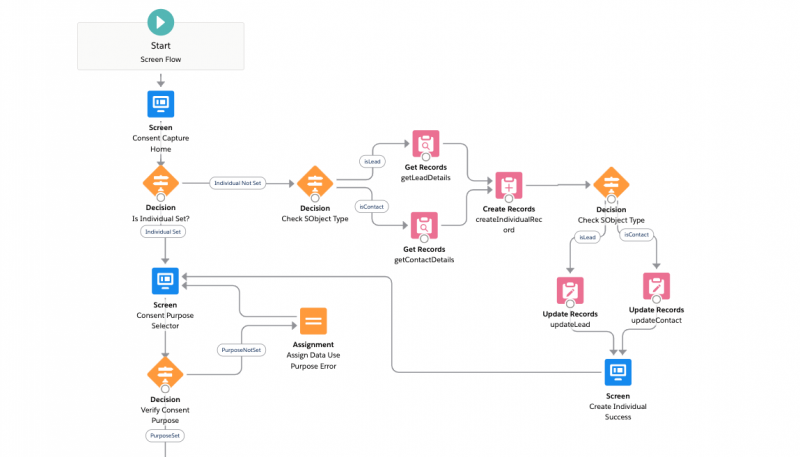 Start
Screen Flow
Screen
Consent Capture
Home
Decision
Is Individual Set?
Individual Not Set
Individual Set
Decision
Check SObject Type
isLead
isContact
Get Records
getLeadDetails
Get Records
getContactDetails
Create Records
createIndividualRec
ord
Decision
Check SObject Type
isLead
isContact
Update Records
updateLead
Update Records
updateContact
Screen
Create Individual
Success
Screen
Consent Purpose
Selector
Assignment
Assign Data Use
Purpose Error
PurposeNotSet
Decision
Verify Consent
Purpose
PurposeSet